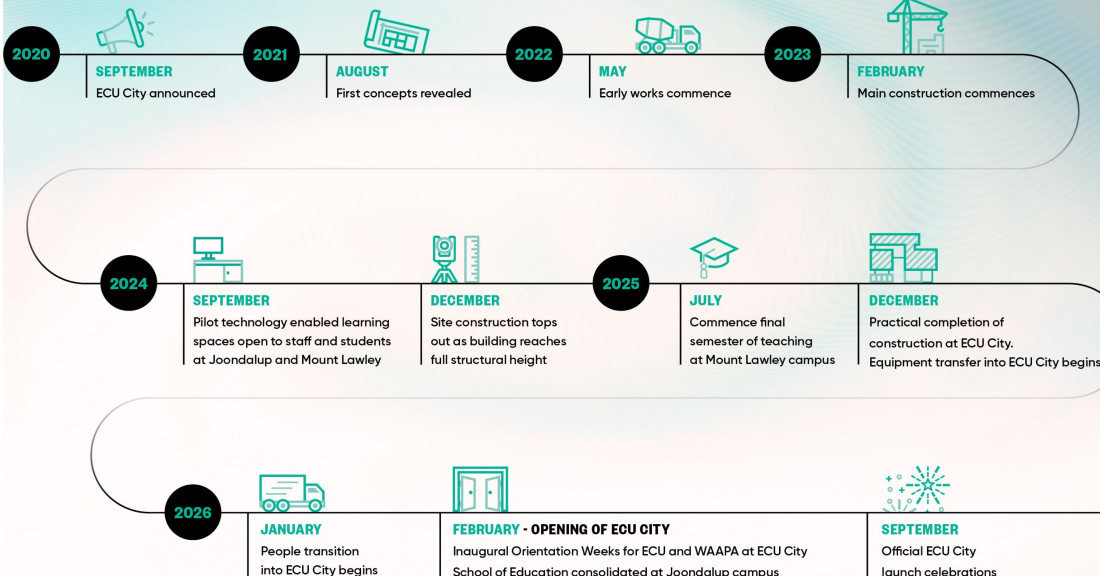 2020
SEPTEMBER
ECU City announced
2021
AUGUST
First concepts revealed
2022
MAY
Early works commence
2023
FEBRUARY
Main construction commences
2024
SEPTEMBER
Pilot technology enabled learning
spaces open to staff and students
at Joondalup and Mount Lawley
DECEMBER
Site construction tops
out as building reaches
full structural height
2025
JULY
Commence final
semester of teaching
at Mount Lawley campus
DECEMBER
Practical completion of
construction at ECU City.
Equipment transfer into ECU City begins
2026
JANUARY
People transition
into ECU City begins
FEBRUARY - OPENING OF ECU CITY
Inaugural Orientation Weeks for ECU and WAAPA at ECU City
School of Education consolidated at Joondalup campus
SEPTEMBER
Official ECU City
launch celebrations